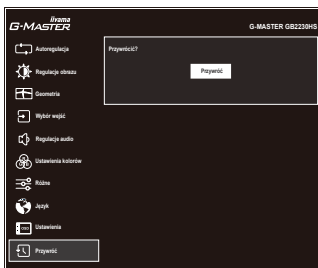 iiyama
G-MASTER
G-MASTER GB2230HS
Autoregulacja
Przywrócić?
Przywróć
Regulacje obrazu
Geometria
Wybór wejść
Regulacje audio
Ustawienia kolorów
Różne
Język
OSD
Ustawienia
Przywróć